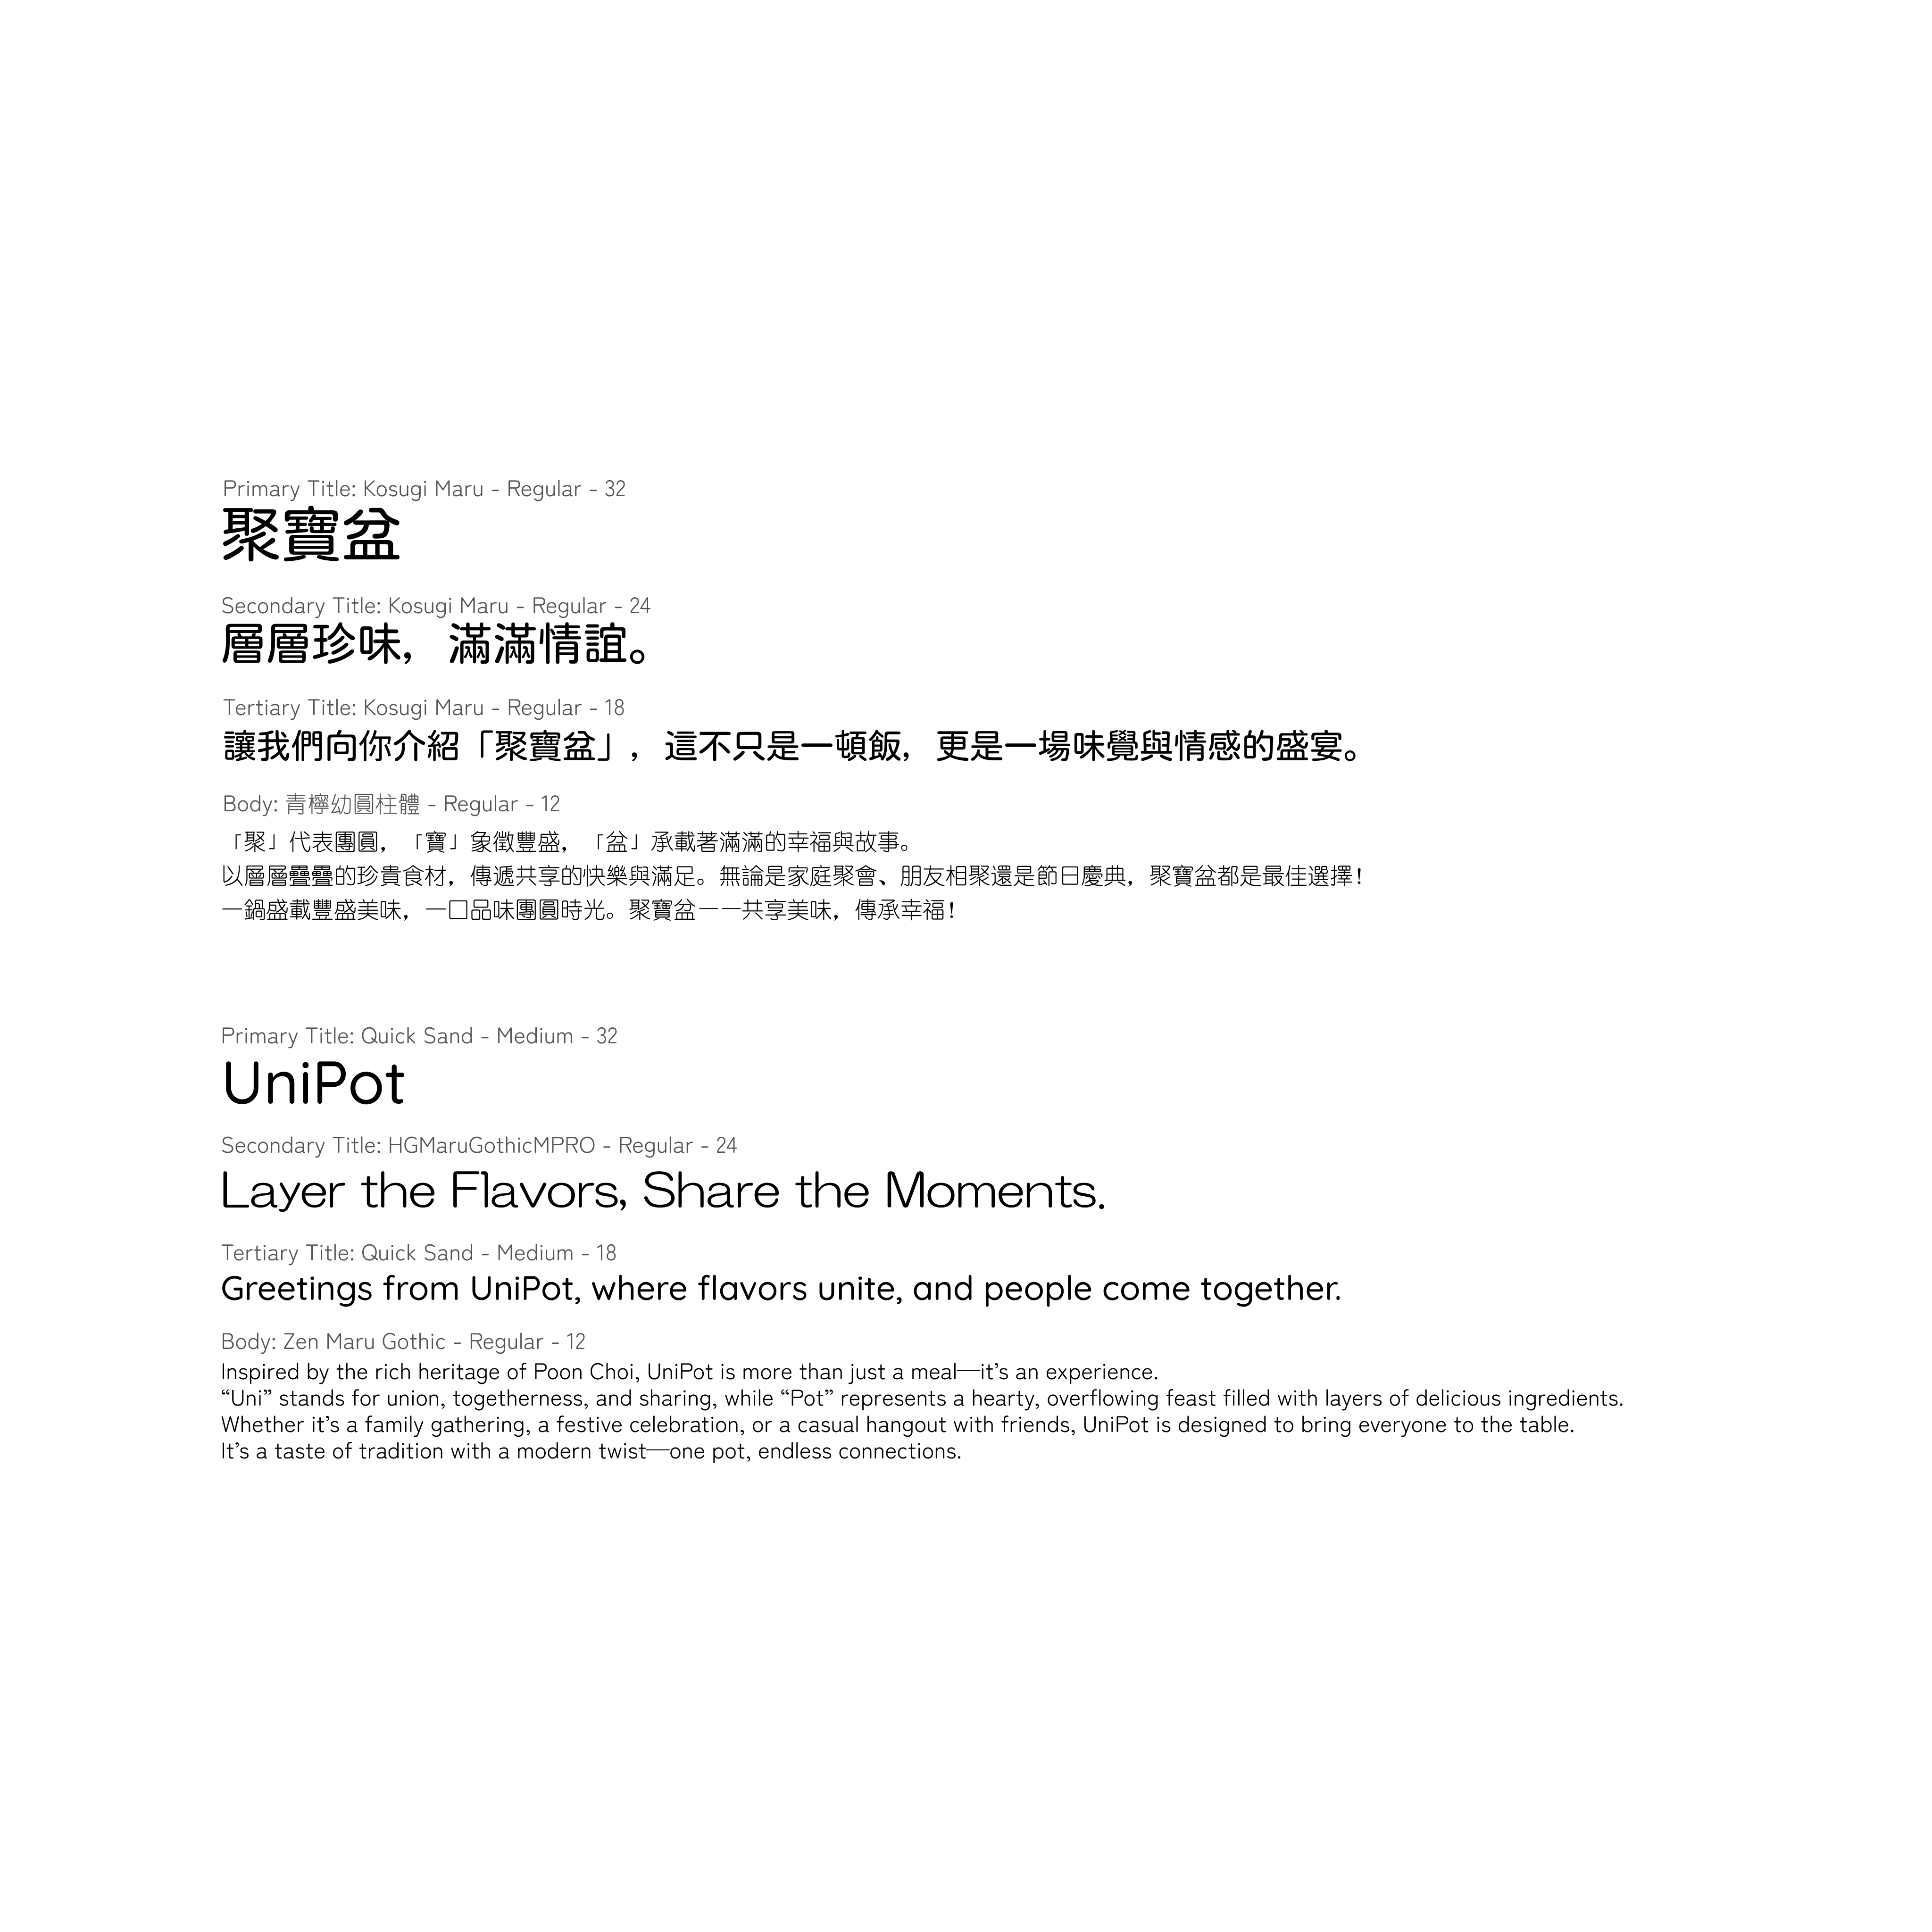 Primary Title: Kosugi Maru - Regular - 32
聚寶盆
Secondary Title: Kosugi Maru - Regular - 24
層層珍味，滿滿情誼。
Tertiary Title: Kosugi Maru - Regular - 18
讓我們向你介紹「聚寶盆」，這不只是一頓飯，更是一場味覺與情感的盛宴。
Body: 青檸幼圓柱體 - Regular - 12
「聚」代表團圓，「寶」象徵豐盛，「盆」承載著滿滿的幸福與故事。
以層層疊疊的珍貴食材，傳遞共享的快樂與滿足。無論是家庭聚會、朋友相聚還是節日慶典，聚寶盆都是最佳選擇！
一鍋盛載豐盛美味，一口品味團圓時光。聚寶盆——共享美味，傳承幸福！
Primary Title: Quick Sand - Medium - 32
UniPot
Secondary Title: HGMaruGothicMPRO - Regular - 24
Layer the Flavors, Share the Moments.
Tertiary Title: Quick Sand - Medium - 18
Greetings from UniPot, where flavors unite, and people come together.
Body: Zen Maru Gothic - Regular - 12
Inspired by the rich heritage of Poon Choi, UniPot is more than just a meal—it’s an experience.
“Uni” stands for union, togetherness, and sharing, while “Pot” represents a hearty, overflowing feast filled with layers of delicious ingredients.
Whether it’s a family gathering, a festive celebration, or a casual hangout with friends, UniPot is designed to bring everyone to the table.
It’s a taste of tradition with a modern twist—one pot, endless connections.